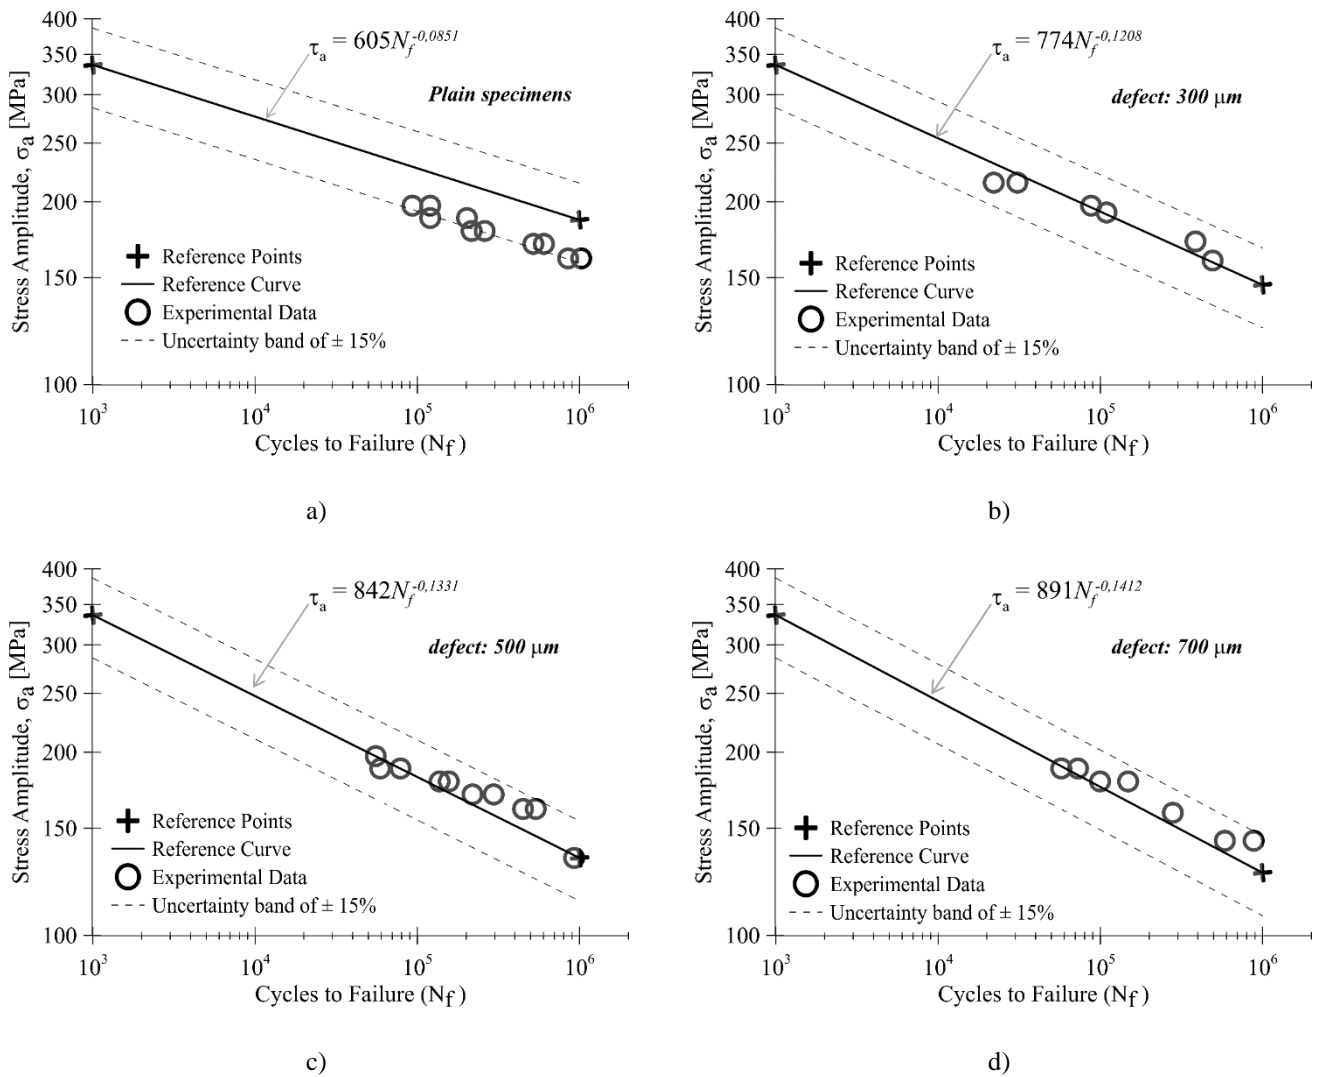 400
350
300
250
200
150
100
Stress Amplitude, σa [MPa]
τa = 605Nf^-0,0851
Plain specimens
Reference Points
Reference Curve
Experimental Data
Uncertainty band of ± 15%
10^3 10^4 10^5 10^6
Cycles to Failure (Nf)
a)
400
350
300
250
200
150
100
Stress Amplitude, σa [MPa]
τa = 774Nf^-0,1208
defect: 300 μm
Reference Points
Reference Curve
Experimental Data
Uncertainty band of ± 15%
10^3 10^4 10^5 10^6
Cycles to Failure (Nf)
b)
400
350
300
250
200
150
100
Stress Amplitude, σa [MPa]
τa = 842Nf^-0,1331
defect: 500 μm
Reference Points
Reference Curve
Experimental Data
Uncertainty band of ± 15%
10^3 10^4 10^5 10^6
Cycles to Failure (Nf)
c)
400
350
300
250
200
150
100
Stress Amplitude, σa [MPa]
τa = 891Nf^-0,1412
defect: 700 μm
Reference Points
Reference Curve
Experimental Data
Uncertainty band of ± 15%
10^3 10^4 10^5 10^6
Cycles to Failure (Nf)
d)